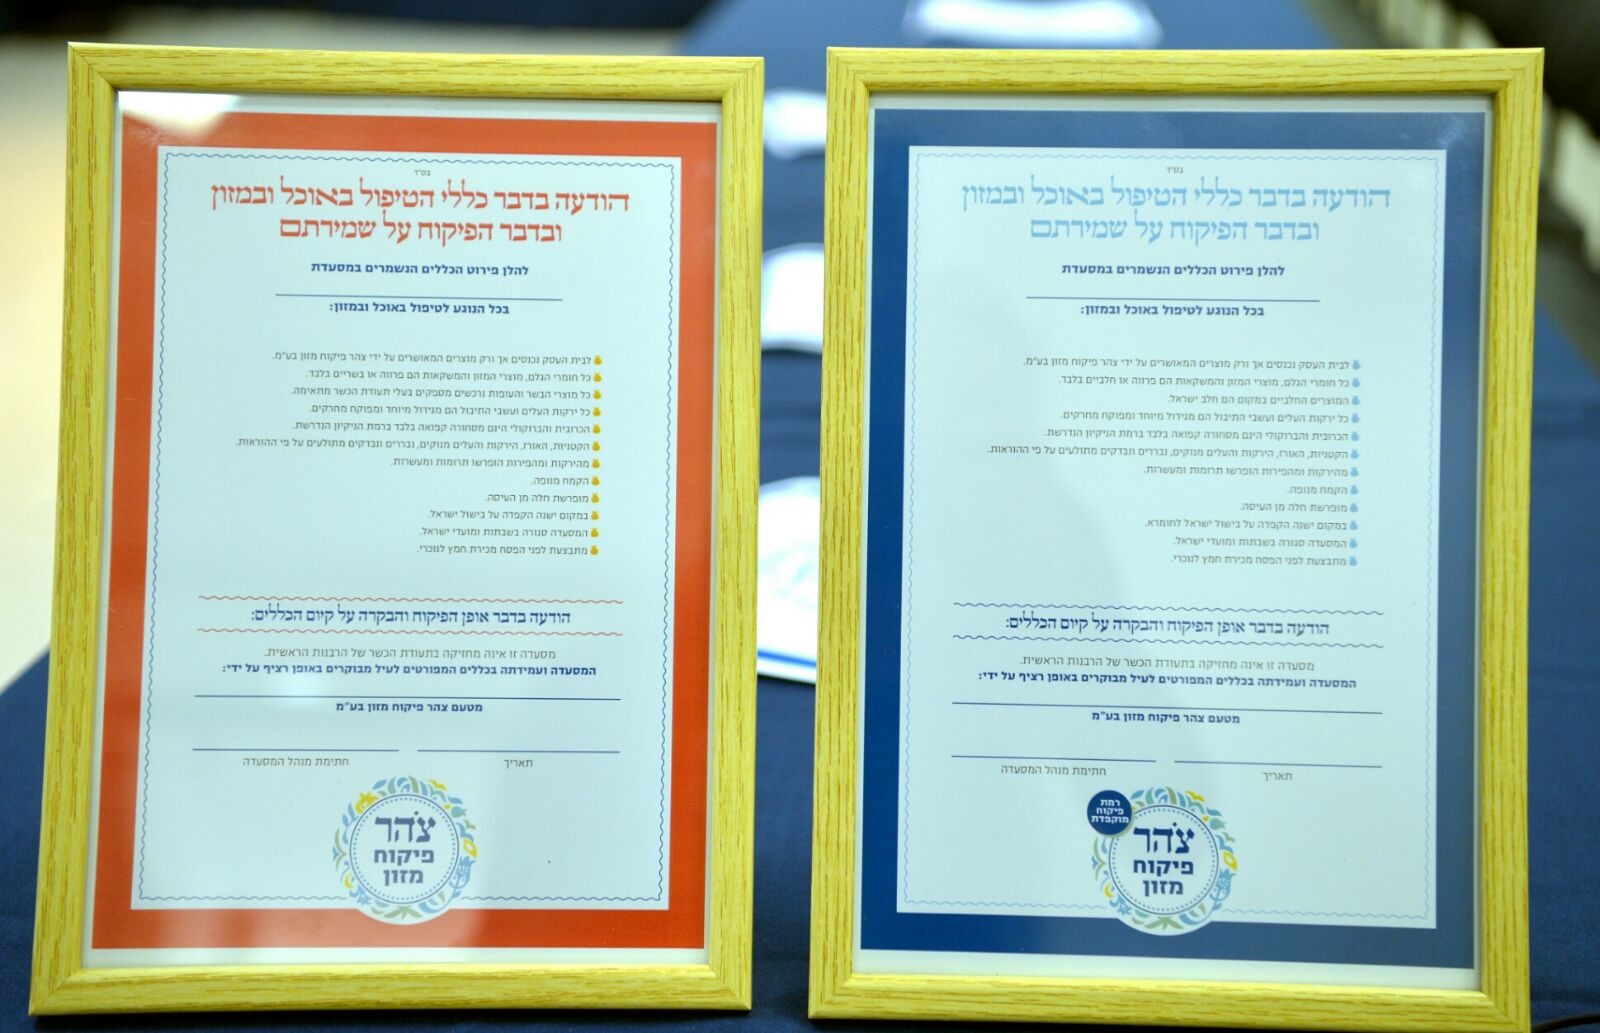 בס"ד
הודעה בדבר כללי הטיפול באוכל ובמזון
ובדבר הפיקוח על שמירתם
להלן פירוט הכללים הנשמרים במסעדת
בכל הנוגע לטיפול באוכל ובמזון:
לבית העסק נכנסים אך ורק מוצרים המאושרים על ידי צהר פיקוח מזון בע"מ.
כל חומרי הגלם, מוצרי המזון והמשקאות הם פרווה או בשריים בלבד.
כל מוצרי הבשר והעופות נרכשים מספקים בעלי תעודת הכשר מתאימה.
כל ירקות העלים ועשבי התיבול הם מגידול מיוחד ומפוקח מחרקים.
הכרובית והברוקולי הינם מסחורה קפואה בלבד ברמת הניקיון הנדרשת.
הקטניות, האורז, הירקות והעלים מנוקים, נבררים ונבדקים מתולעים על פי ההוראות.
מהירקות ומהפירות הופרשו תרומות ומעשרות.
הקמח מנופה.
מופרשת חלה מן העיסה.
במקום ישנה הקפדה על בישול ישראל.
המסעדה סגורה בשבתות ומועדי ישראל.
מתבצעת לפני הפסח מכירת חמץ לנוכרי.
הודעה בדבר אופן הפיקוח והבקרה על קיום הכללים:
מסעדה זו אינה מחזיקה בתעודת הכשר של הרבנות הראשית.
המסעדה ועמידתה בכללים המפורטים לעיל מבוקרים באופן רציף על ידי:
מטעם צהר פיקוח מזון בע"מ
תאריך חתימת מנהל המסעדה
צהר
פיקוח
מזון
בס"ד
הודעה בדבר כללי הטיפול באוכל ובמזון
ובדבר הפיקוח על שמירתם
להלן פירוט הכללים הנשמרים במסעדת
בכל הנוגע לטיפול באוכל ובמזון:
לבית העסק נכנסים אך ורק מוצרים המאושרים על ידי צהר פיקוח מזון בע"מ.
כל חומרי הגלם, מוצרי המזון והמשקאות הם פרווה או חלביים בלבד.
המוצרים החלביים במקום הם חלב ישראל.
כל ירקות העלים ועשבי התיבול הם מגידול מיוחד ומפוקח מחרקים.
הכרובית והברוקולי הינם מסחורה קפואה בלבד ברמת הניקיון הנדרשת.
הקטניות, האורז, הירקות והעלים מנוקים, נבררים ונבדקים מתולעים על פי ההוראות.
מהירקות ומהפירות הופרשו תרומות ומעשרות.
הקמח מנופה.
מופרשת חלה מן העיסה.
במקום ישנה הקפדה על בישול ישראל לחומרא.
המסעדה סגורה בשבתות ומועדי ישראל.
מתבצעת לפני הפסח מכירת חמץ לנוכרי.
הודעה בדבר אופן הפיקוח והבקרה על קיום הכללים:
מסעדה זו אינה מחזיקה בתעודת הכשר של הרבנות הראשית.
המסעדה ועמידתה בכללים המפורטים לעיל מבוקרים באופן רציף על ידי:
מטעם צהר פיקוח מזון בע"מ
תאריך חתימת מנהל המסעדה
רמת
פיקוח
מוקפדת
צהר
פיקוח
מזון